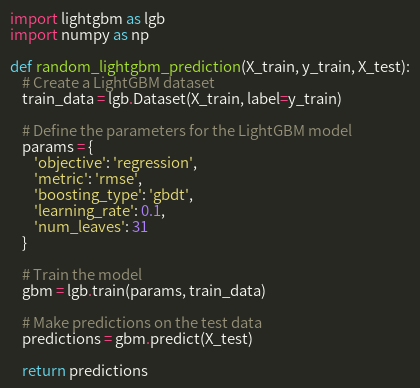 import lightgbm as lgb
import numpy as np
def random_lightgbm_prediction(X_train, y_train, X_test):
# Create a LightGBM dataset
train_data = lgb.Dataset(X_train, label=y_train)
# Define the parameters for the LightGBM model
params = {
'objective': 'regression',
'metric': 'rmse',
'boosting_type': 'gbdt',
'learning_rate': 0.1,
'num_leaves': 31
}
# Train the model
gbm = lgb.train(params, train_data)
# Make predictions on the test data
predictions = gbm.predict(X_test)
return predictions